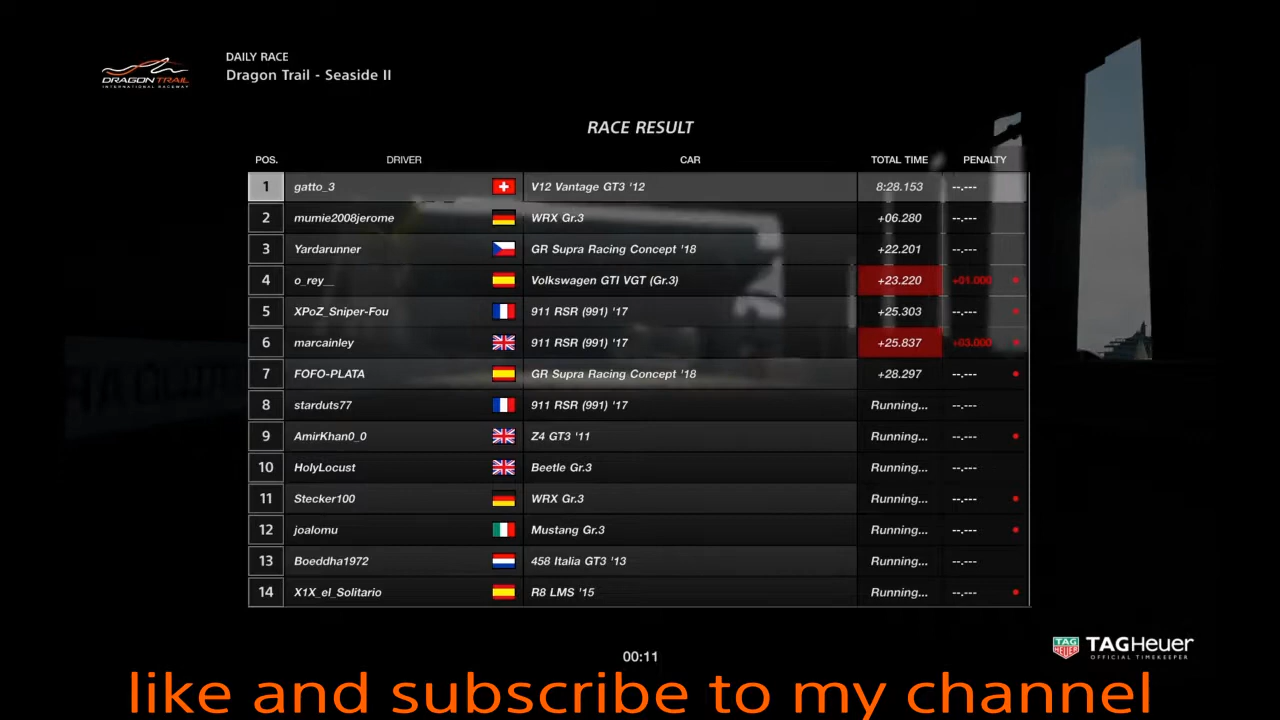 DRAGON TRAIL
INTERNATIONAL RACEWAY
DAILY RACE
Dragon Trail - Seaside II
RACE RESULT
POS. DRIVER CAR TOTAL TIME PENALTY
1 gatto_3 V12 Vantage GT3 '12 8:28.153 --.---
2 mumie2008jerome WRX Gr.3 +06.280 --.---
3 Yardarunner GR Supra Racing Concept '18 +22.201 --.---
4 o_rey__ Volkswagen GTI VGT (Gr.3) +23.220 +01.000
5 XPoZ_Sniper-Fou 911 RSR (991) '17 +25.303 --.---
6 marcainley 911 RSR (991) '17 +25.837 +03.000
7 FOFO-PLATA GR Supra Racing Concept '18 +28.297 --.---
8 starduts77 911 RSR (991) '17 Running... --.---
9 AmirKhan0_0 Z4 GT3 '11 Running... --.---
10 HolyLocust Beetle Gr.3 Running... --.---
11 Stecker100 WRX Gr.3 Running... --.---
12 joalomu Mustang Gr.3 Running... --.---
13 Boeddha1972 458 Italia GT3 '13 Running... --.---
14 X1X_el_Solitario R8 LMS '15 Running... --.---
00:11
TAG HEUER TAGHeuer
OFFICIAL TIMEKEEPER
like and subscribe to my channel